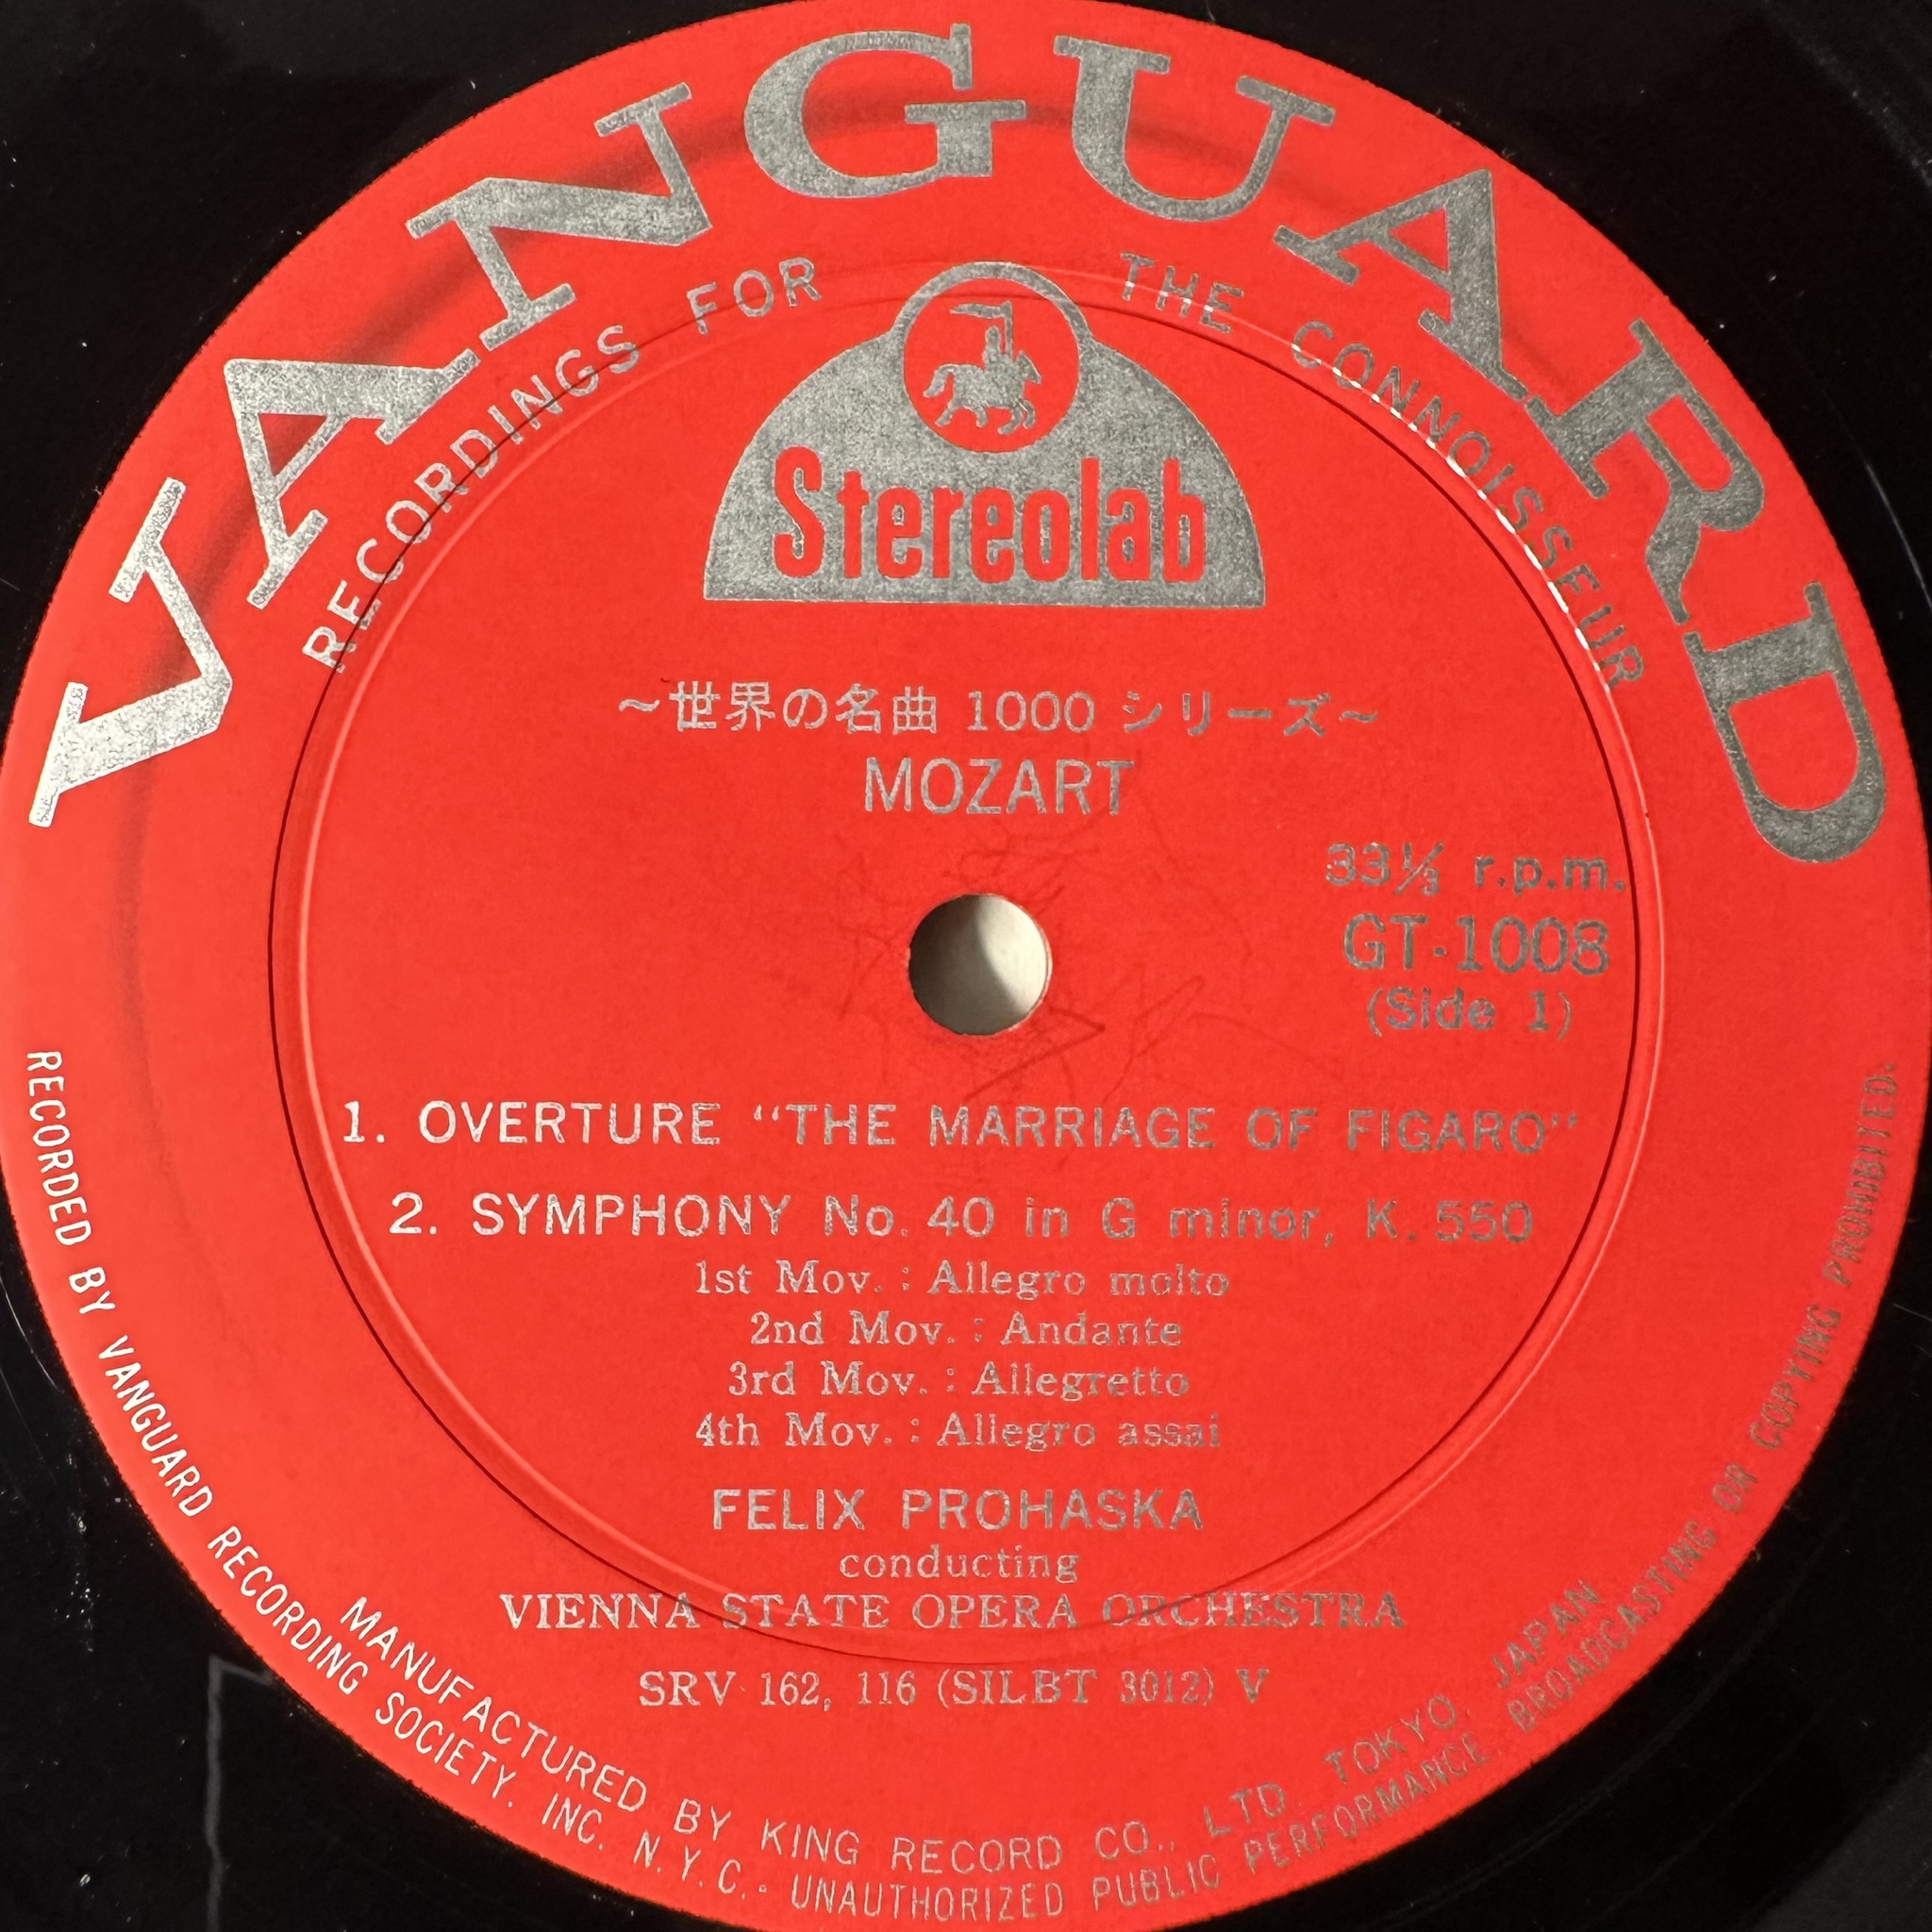 VANGUARD
RECORDINGS FOR THE CONNOISSEUR
Stereolab
～世界の名曲 1000 シリーズ～
MOZART
33⅓ r.p.m.
GT-1008
(Side 1)
1. OVERTURE “THE MARRIAGE OF FIGARO”
2. SYMPHONY No. 40 in G minor, K. 550
1st Mov. : Allegro molto
2nd Mov. : Andante
3rd Mov. : Allegretto
4th Mov. : Allegro assai
FELIX PROHASKA
conducting
VIENNA STATE OPERA ORCHESTRA
SRV 162, 116 (SILBT 3012) V
MANUFACTURED BY KING RECORD CO., LTD. TOKYO, JAPAN
RECORDED BY VANGUARD RECORDING SOCIETY. INC. N.Y.C.. UNAUTHORIZED PUBLIC PERFORMANCE, BROADCASTING OR COPYING PROHIBITED.